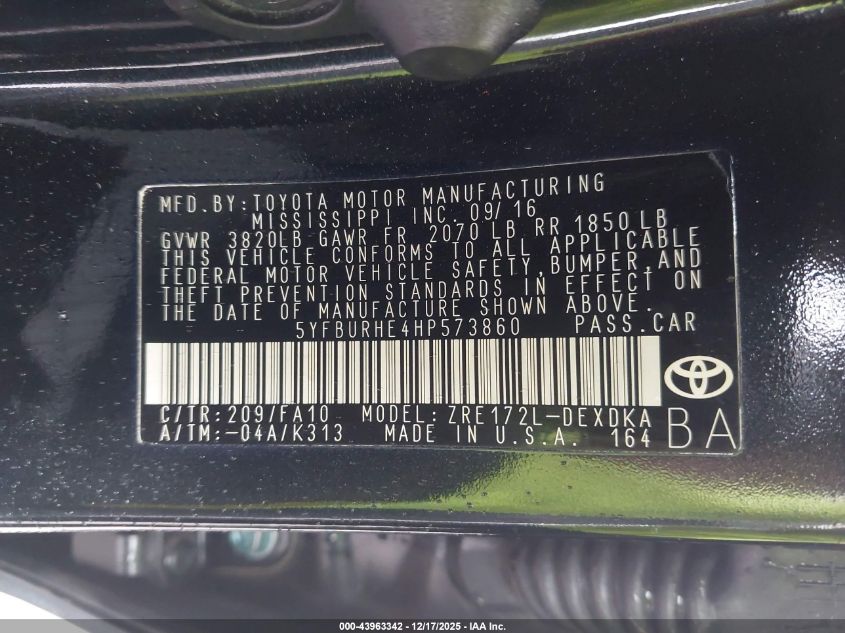 MFD.BY:TOYOTA MOTOR MANUFACTURING
MISSISSIPPI INC. 09/16
GVWR 3820LB GAWR FR 2070 LB RR 1850 LB
THIS VEHICLE CONFORMS TO ALL APPLICABLE
FEDERAL MOTOR VEHICLE SAFETY,BUMPER,AND
THEFT PREVENTION STANDARDS IN EFFECT ON
THE DATE OF MANUFACTURE SHOWN ABOVE.
5YFBURHE4HP573860 PASS.CAR
C/TR:209/FA10 MODEL:ZRE172L-DEXDKA
A/TM:-04A/K313 MADE IN U.S.A. 164
BA
000-43963342 - 12/17/2025 - IAA Inc.